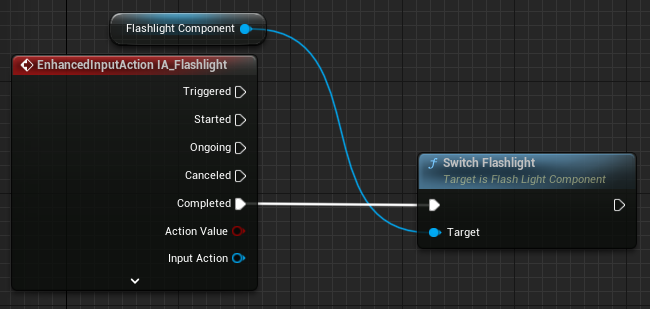 Flashlight Component
EnhancedInputAction IA_Flashlight
Triggered
Started
Ongoing
Canceled
Completed
Action Value
Input Action
f Switch Flashlight
Target is Flash Light Component
Target